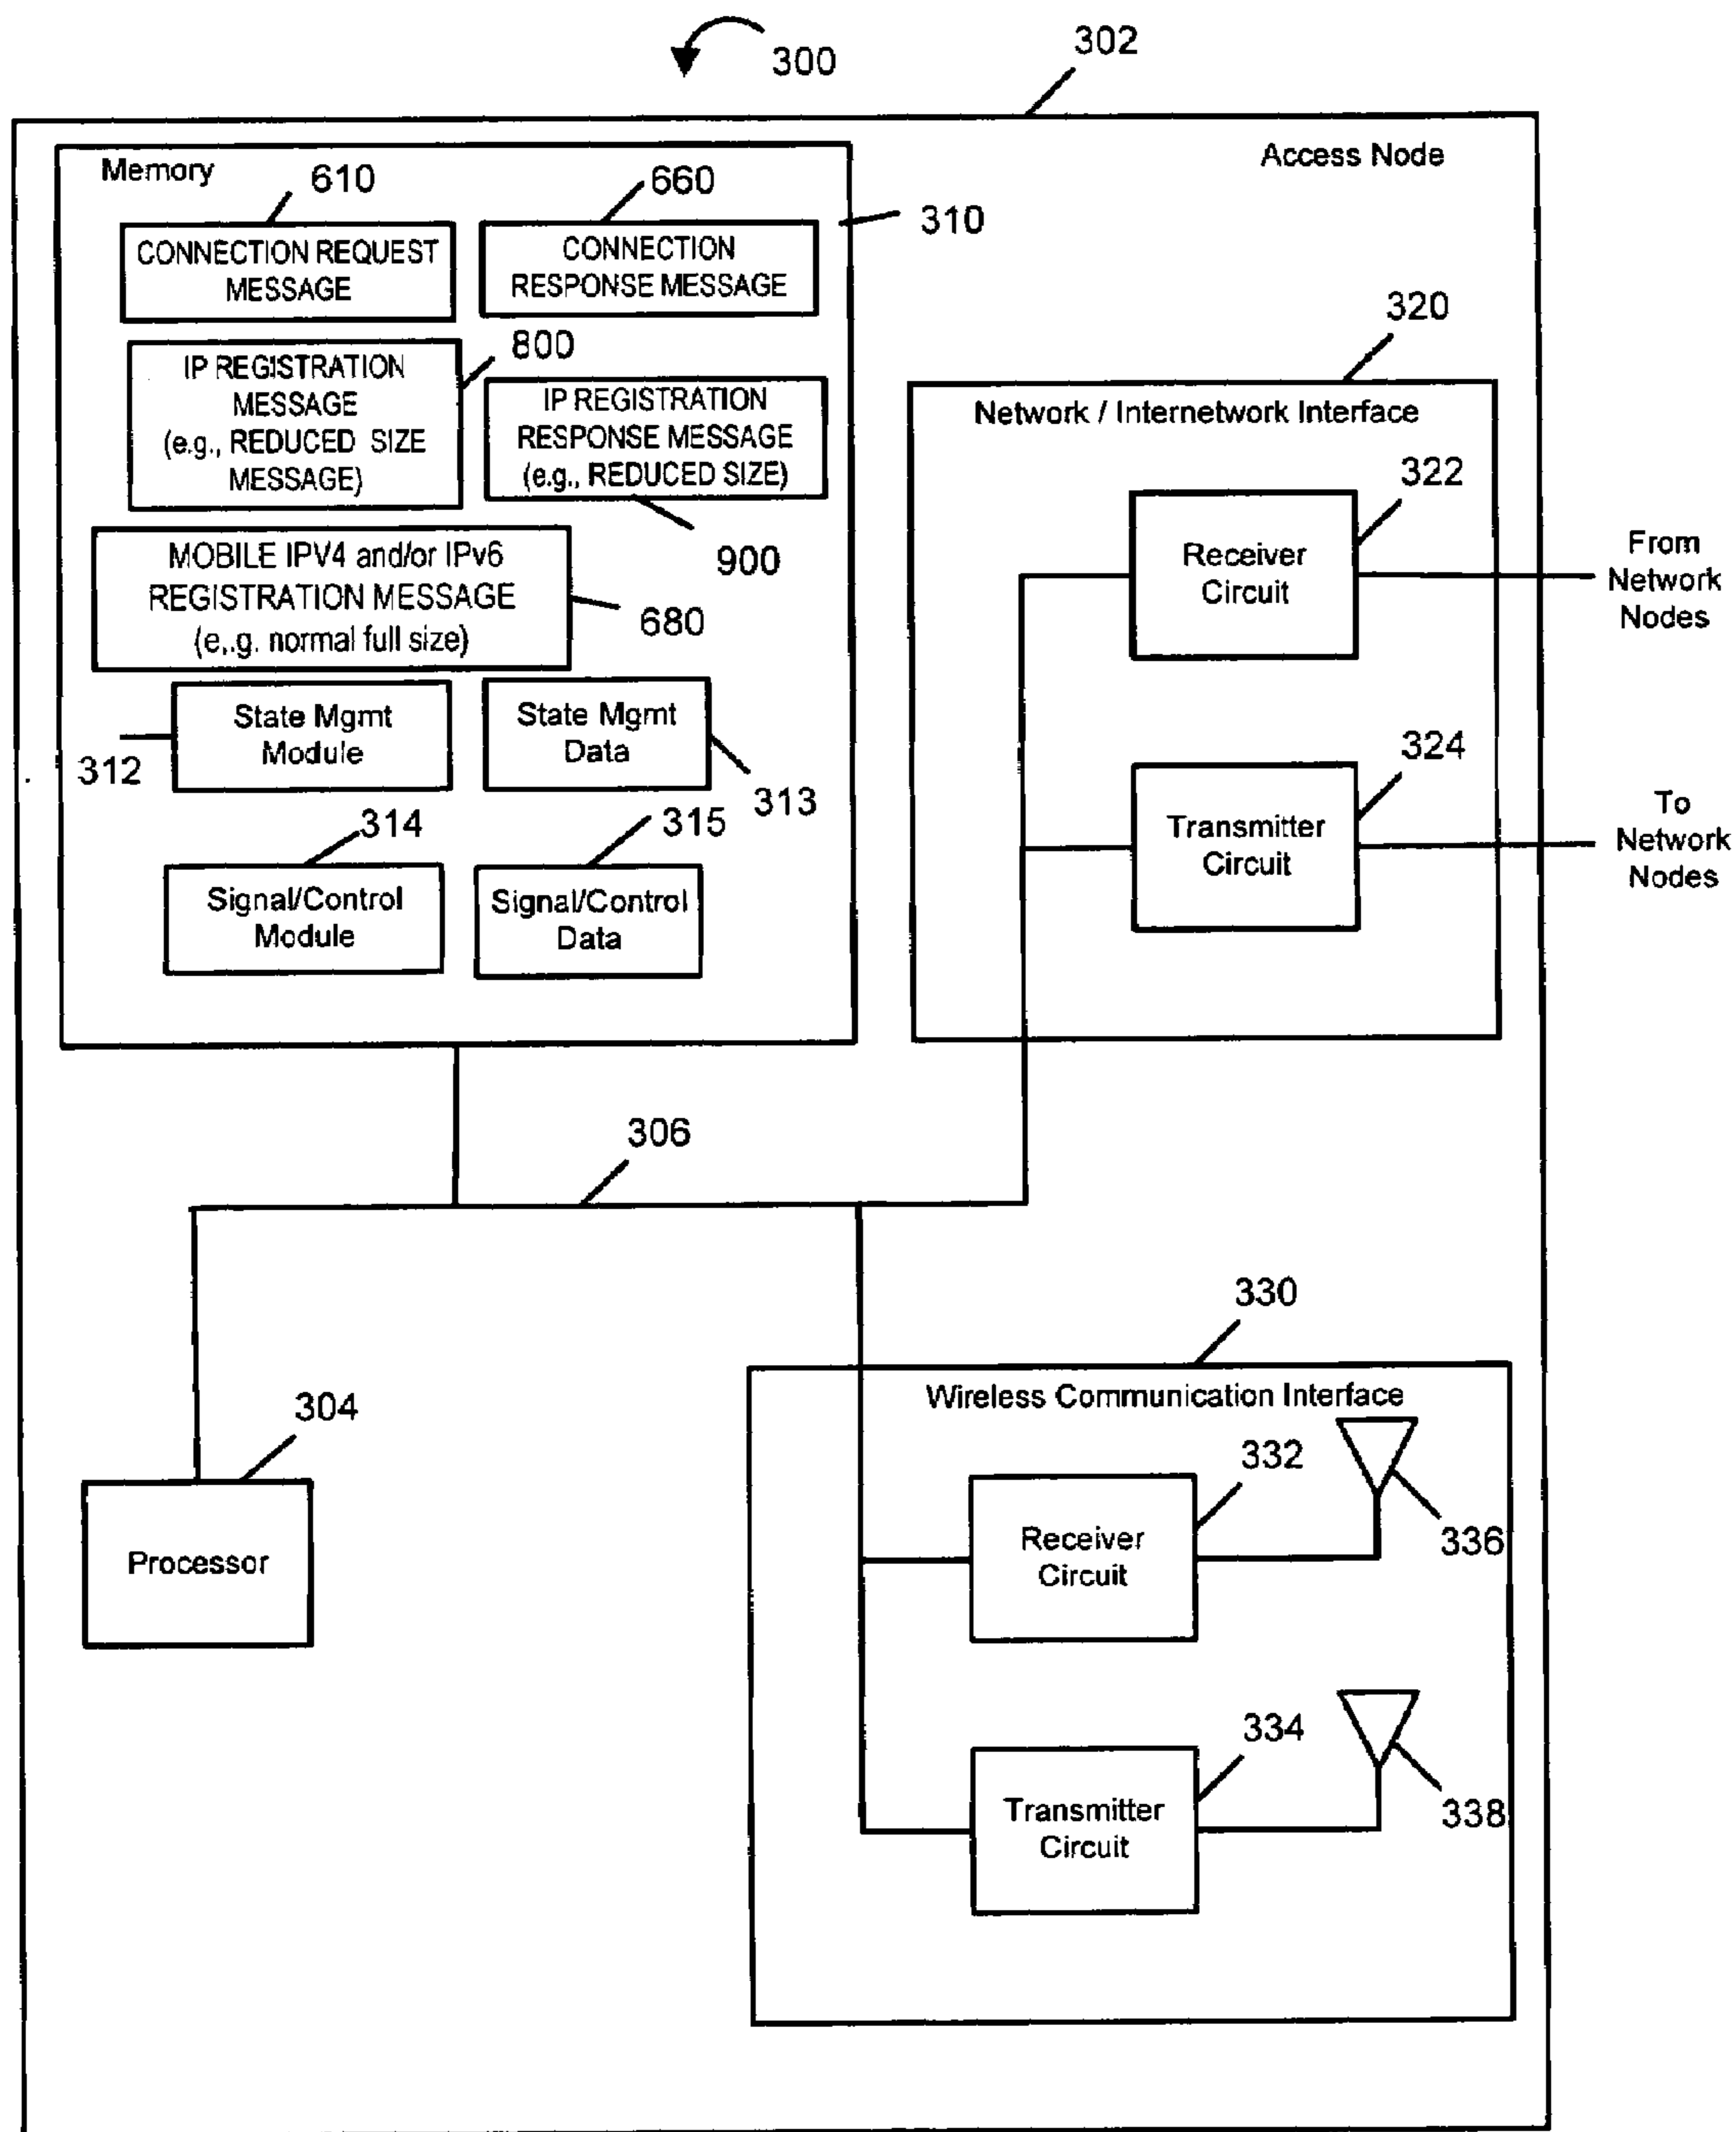 300
302
Access Node
Memory
610
660
310
CONNECTION REQUEST
MESSAGE
CONNECTION
RESPONSE MESSAGE
800
IP REGISTRATION
MESSAGE
(e.g., REDUCED SIZE
MESSAGE)
IP REGISTRATION
RESPONSE MESSAGE
(e.g., REDUCED SIZE)
900
MOBILE IPV4 and/or IPv6
REGISTRATION MESSAGE
(e,.g. normal full size)
680
State Mgmt
Module
312
State Mgmt
Data
313
314
Signal/Control
Module
315
Signal/Control
Data
320
Network / Internetwork Interface
322
Receiver
Circuit
From
Network
Nodes
324
Transmitter
Circuit
To
Network
Nodes
306
304
Processor
330
Wireless Communication Interface
332
Receiver
Circuit
336
334
Transmitter
Circuit
338